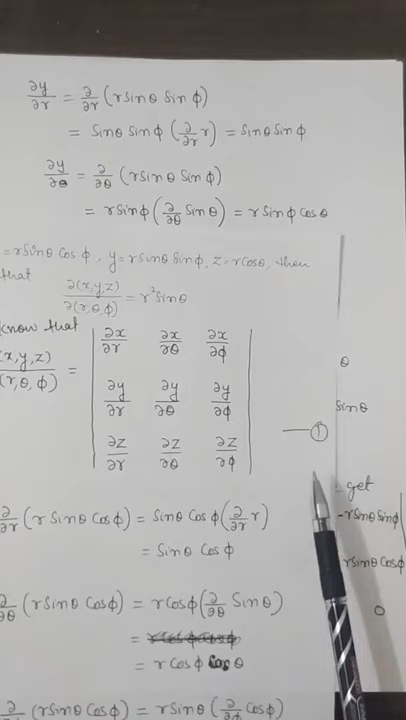 ∂y/∂r = ∂/∂r (r sinθ sin ϕ)
= sinθ sinϕ (∂/∂r r) = sinθ sinϕ
∂y/∂θ = ∂/∂θ (r sinθ sinϕ)
= r sinϕ (∂/∂θ sinθ) = r sinϕ cosθ
= r sinθ cosϕ, y = r sinθ sinϕ, z = r cosθ, then
that ∂(x,y,z)/∂(r,θ,ϕ) = r² sinθ
know that
(x,y,z)/(r,θ,ϕ) = | ∂x/∂r ∂x/∂θ ∂x/∂ϕ |
| ∂y/∂r ∂y/∂θ ∂y/∂ϕ |
| ∂z/∂r ∂z/∂θ ∂z/∂ϕ | — ①
∂/∂r (r sinθ cosϕ) = sinθ cosϕ (∂/∂r r)
= sinθ cosϕ
∂/∂θ (r sinθ cosϕ) = r cosϕ (∂/∂θ sinθ)
= r cosϕ cosθ
∂/∂ϕ (r sinθ cosϕ) = r sinθ (∂/∂ϕ cosϕ)
θ
sinθ
get
-r sinθ sinϕ
r sinθ cosϕ
0